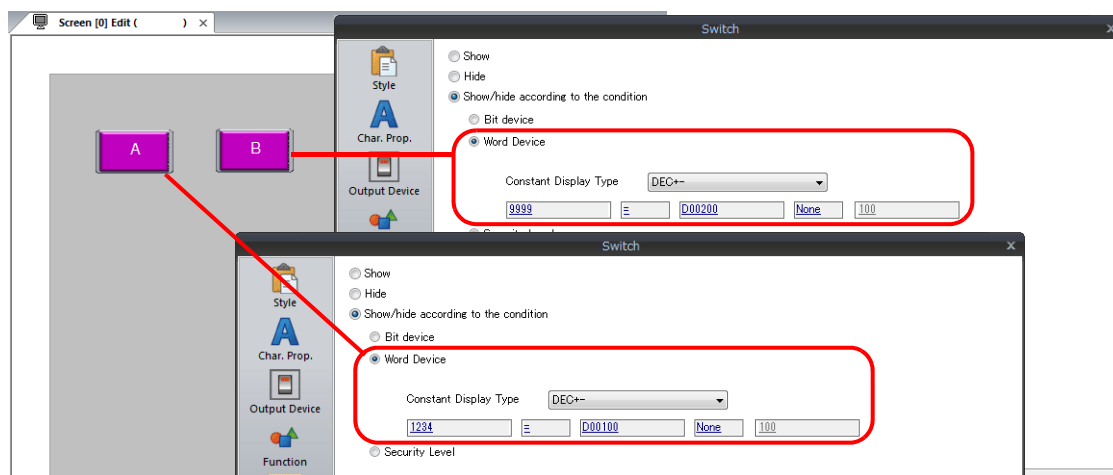 Screen [0] Edit ( ) ×
Switch
x
Style
Char. Prop.
Output Device
Show
Hide
Show/hide according to the condition
Bit device
Word Device
Constant Display Type DEC+-
9999 = D00200 None 100
A
B
Switch
x
Style
Char. Prop.
Output Device
Function
Show
Hide
Show/hide according to the condition
Bit device
Word Device
Constant Display Type DEC+-
1234 = D00100 None 100
Security Level